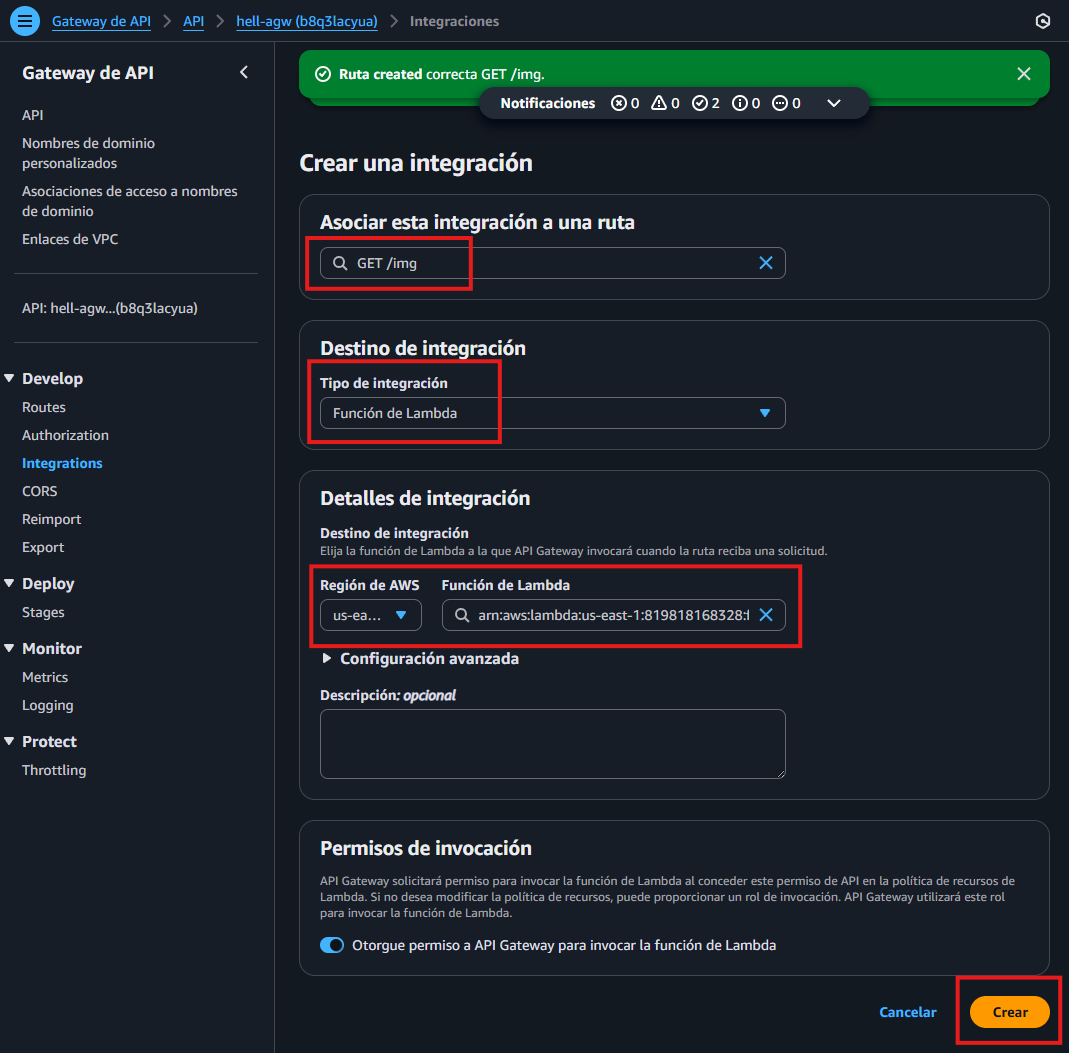 Gateway de API > API > hell-agw (b8q3lacyua) > Integraciones
Gateway de API
API
Nombres de dominio
personalizados
Asociaciones de acceso a nombres
de dominio
Enlaces de VPC
API: hell-agw...(b8q3lacyua)
Develop
Routes
Authorization
Integrations
CORS
Reimport
Export
Deploy
Stages
Monitor
Metrics
Logging
Protect
Throttling
Ruta created correcta GET /img.
Notificaciones 0 0 2 0 0
Crear una integración
Asociar esta integración a una ruta
GET /img
Destino de integración
Tipo de integración
Función de Lambda
Detalles de integración
Destino de integración
Elija la función de Lambda a la que API Gateway invocará cuando la ruta reciba una solicitud.
Región de AWS Función de Lambda
us-ea... arn:aws:lambda:us-east-1:819818168328:f
Configuración avanzada
Descripción: opcional
Permisos de invocación
API Gateway solicitará permiso para invocar la función de Lambda al conceder este permiso de API en la política de recursos de
Lambda. Si no desea modificar la política de recursos, puede proporcionar un rol de invocación. API Gateway utilizará este rol
para invocar la función de Lambda.
Otorgue permiso a API Gateway para invocar la función de Lambda
Cancelar Crear